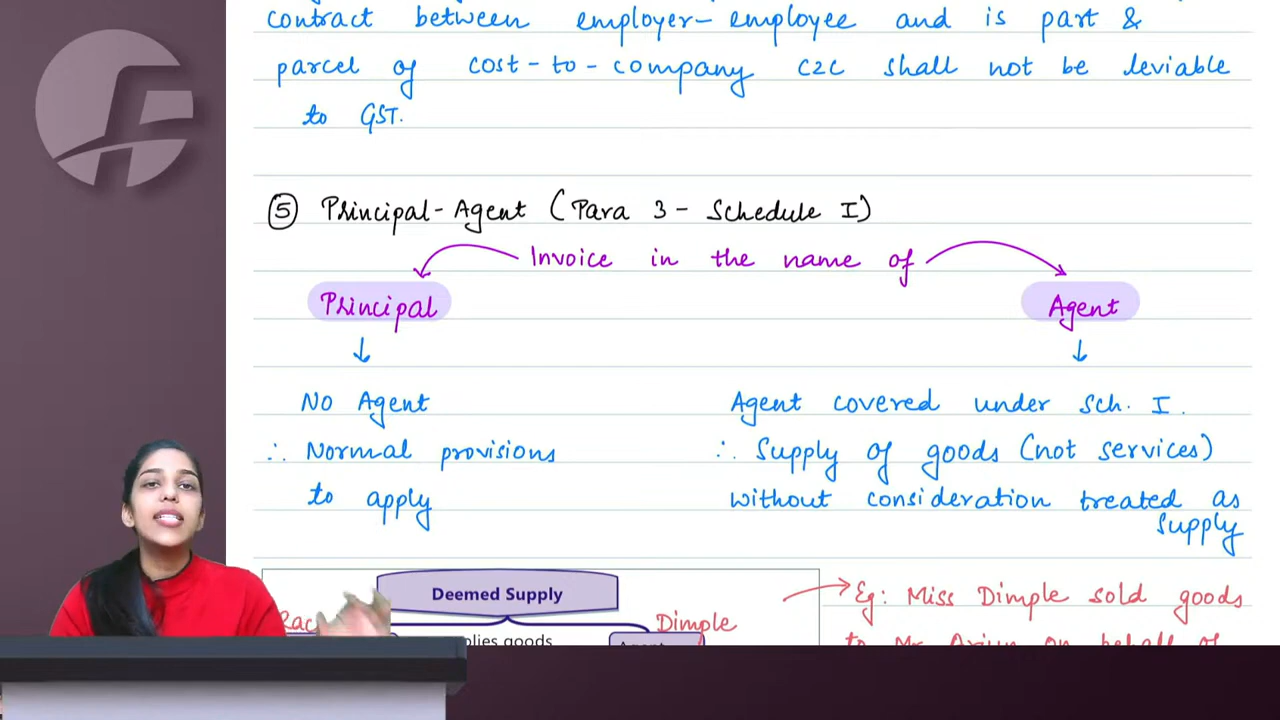 contract between employer-employee and is part &
parcel of cost-to-company C2C shall not be leviable
to GST.
⑤ Principal-Agent (Para 3 - Schedule I)
Invoice in the name of
Principal
Agent
↓
↓
No Agent
Agent covered under Sch. I.
∴ Normal provisions
∴ Supply of goods (not services)
to apply
without consideration treated as
supply
Deemed Supply
Eg: Miss Dimple sold goods
Dimple
goods